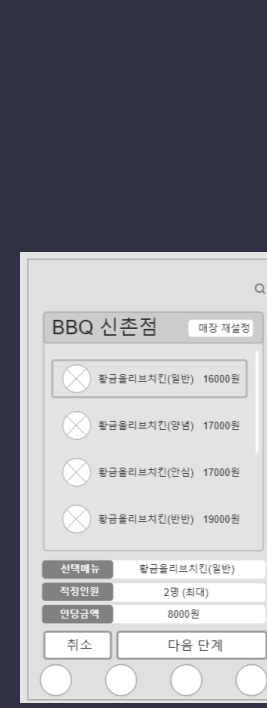 BBQ 신촌점
매장 재설정
황금올리브치킨(일반) 16000원
황금올리브치킨(양념) 17000원
황금올리브치킨(안심) 17000원
황금올리브치킨(반반) 19000원
선택메뉴 황금올리브치킨(일반)
적정인원 2명 (최대)
인당금액 8000원
취소 다음 단계